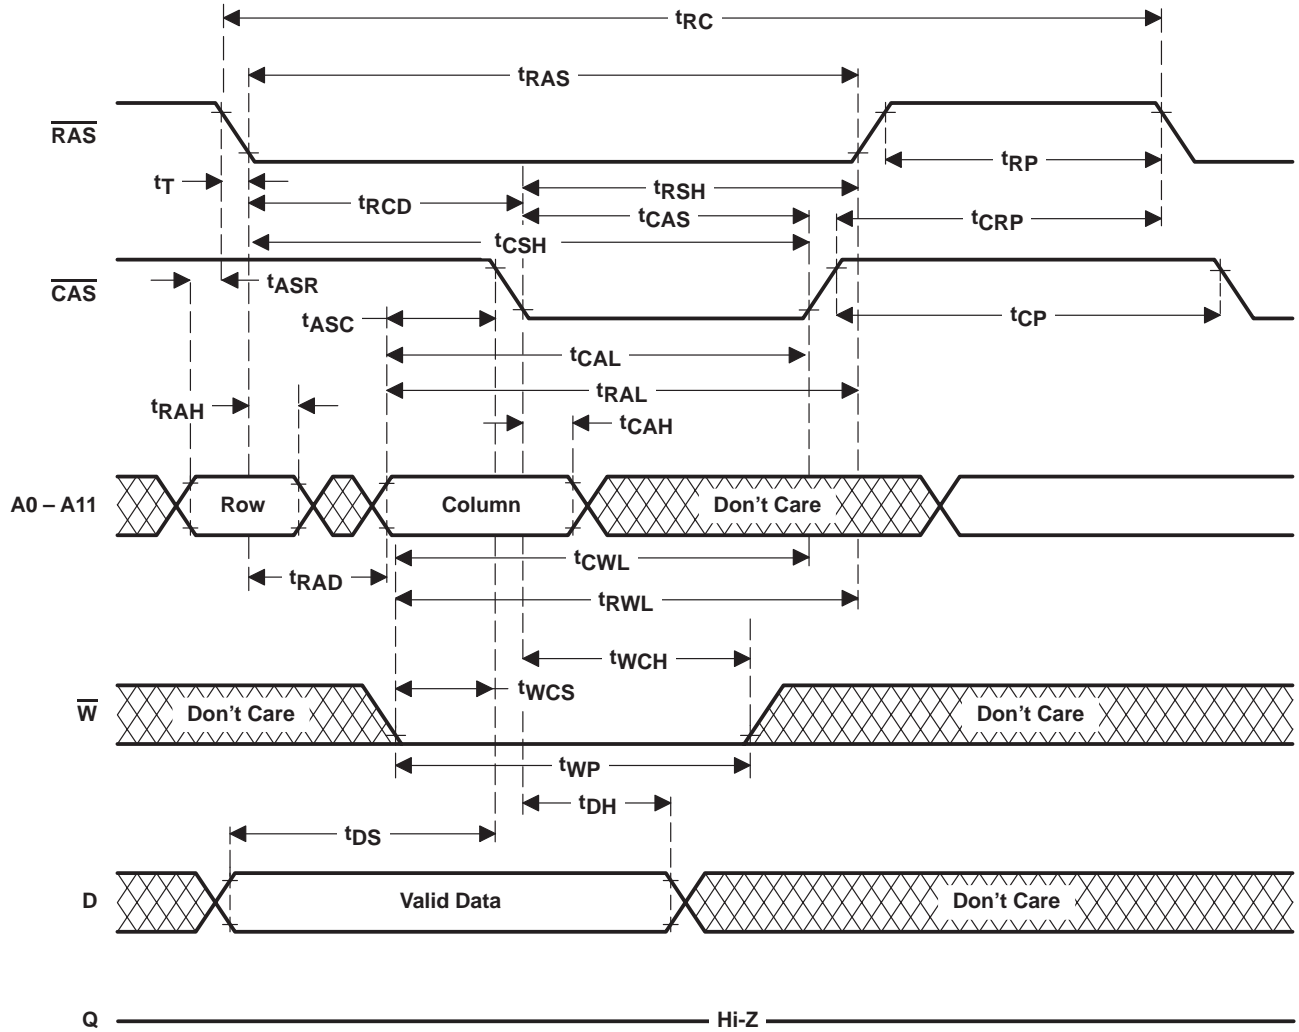 tRC
tRAS
RAS
tT
tRP
tRSH
tRCD
tCAS
tCRP
tCSH
CAS
tASR
tASC
tCP
tCAL
tRAL
tRAH
tCAH
A0 – A11
Row
Column
Don't Care
tCWL
tRAD
tRWL
tWCH
tWCS
W
Don't Care
Don't Care
tWP
tDH
tDS
D
Valid Data
Don't Care
Q
Hi-Z